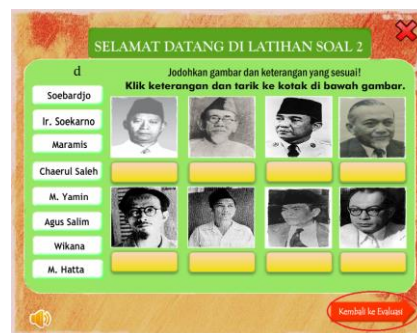 SELAMAT DATANG DI LATIHAN SOAL 2
d
Jodohkan gambar dan keterangan yang sesuai!
Klik keterangan dan tarik ke kotak di bawah gambar.
Soebardjo
Ir. Soekarno
Maramis
Chaerul Saleh
M. Yamin
Agus Salim
Wikana
M. Hatta
Kembali ke Evaluasi